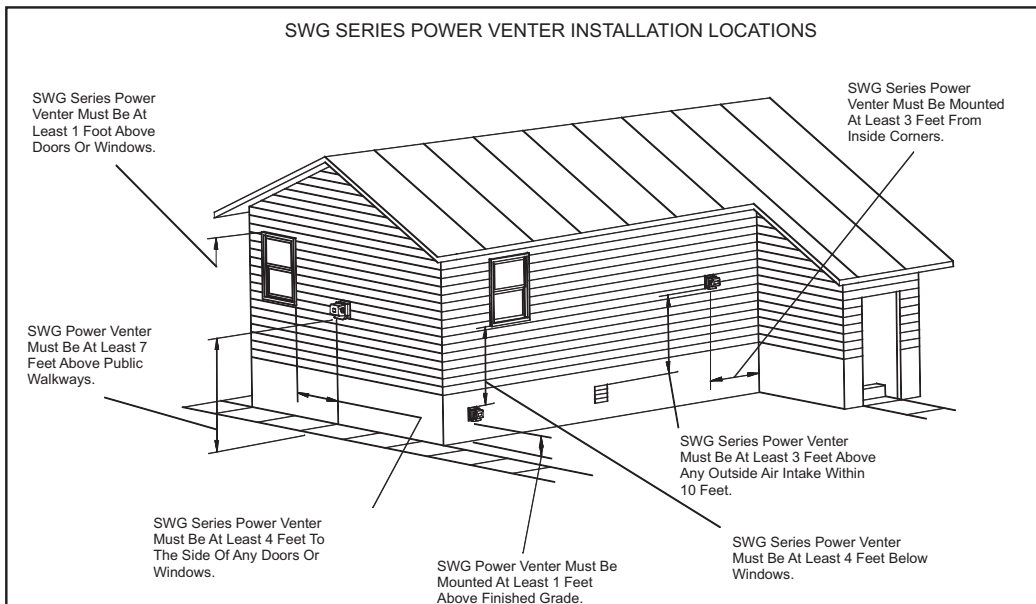 SWG SERIES POWER VENTER INSTALLATION LOCATIONS
SWG Series Power
Venter Must Be At
Least 1 Foot Above
Doors Or Windows.
SWG Series Power
Venter Must Be Mounted
At Least 3 Feet From
Inside Corners.
SWG Power Venter
Must Be At Least 7
Feet Above Public
Walkways.
SWG Series Power Venter
Must Be At Least 3 Feet Above
Any Outside Air Intake Within
10 Feet.
SWG Series Power Venter
Must Be At Least 4 Feet To
The Side Of Any Doors Or
Windows.
SWG Power Venter Must Be
Mounted At Least 1 Feet
Above Finished Grade.
SWG Series Power Venter
Must Be At Least 4 Feet Below
Windows.